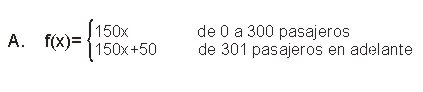 A. f(x)= { 150x de 0 a 300 pasajeros
150x+50 de 301 pasajeros en adelante